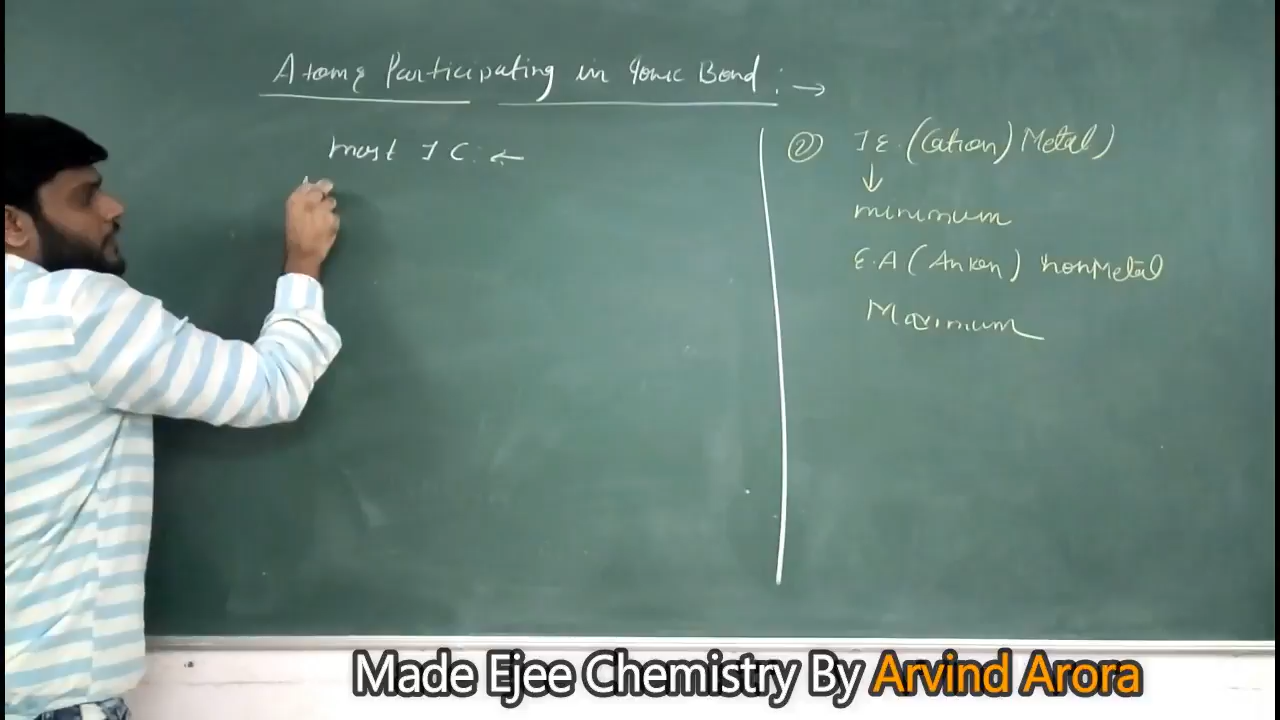 Atoms Participating in Ionic Bond : →
most I C : ←
② I E. (Cation) Metal)
↓
minimum
E.A (Anion) nonMetal
Maximum
Made Ejee Chemistry By Arvind Arora